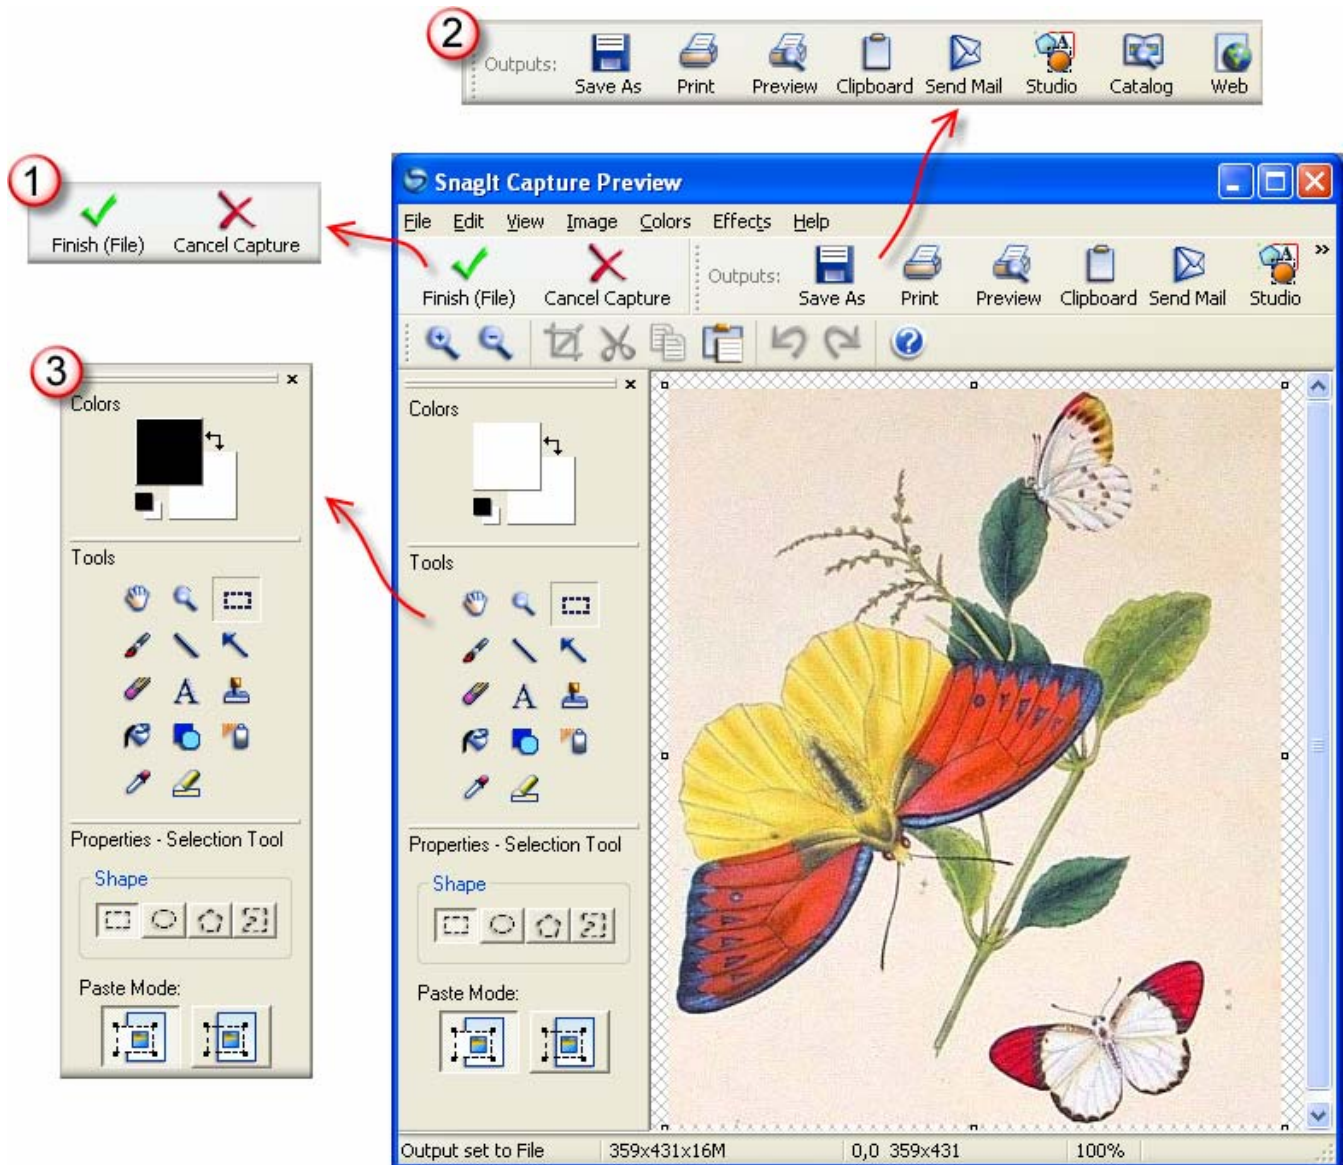 2
Outputs:
Save As Print Preview Clipboard Send Mail Studio Catalog Web
1
Finish (File) Cancel Capture
SnagIt Capture Preview
File Edit View Image Colors Effects Help
Finish (File) Cancel Capture Outputs: Save As Print Preview Clipboard Send Mail Studio »
3
Colors
Tools
A
Properties - Selection Tool
Shape
Paste Mode:
Colors
Tools
A
Properties - Selection Tool
Shape
Paste Mode:
Output set to File 359x431x16M 0,0 359x431 100%